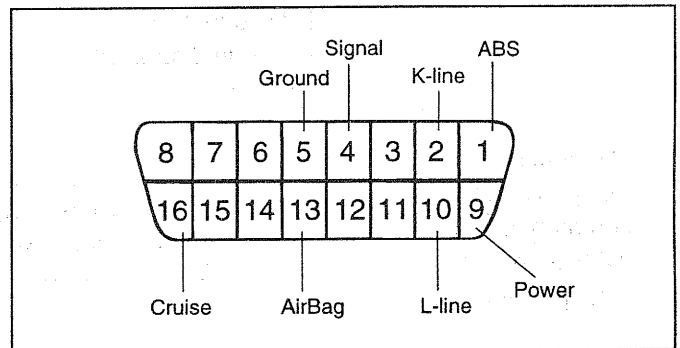 Signal ABS
Ground K-line
8 7 6 5 4 3 2 1
16 15 14 13 12 11 10 9
Power
Cruise AirBag L-line